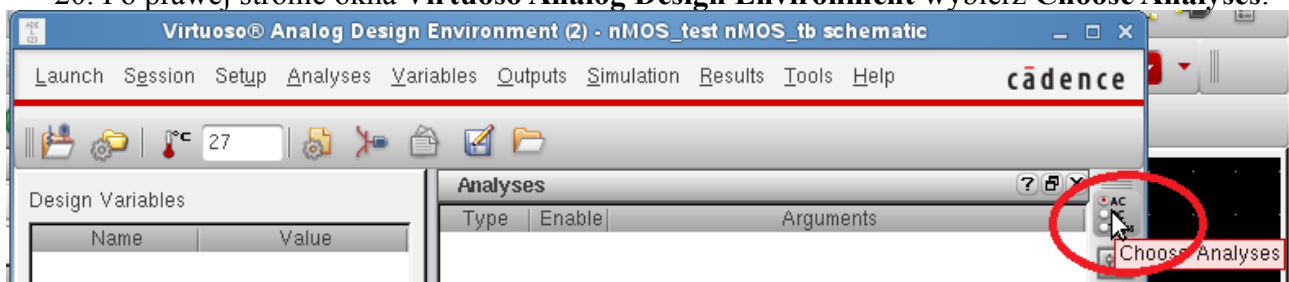 20. Po prawej stronie okna Virtuoso Analog Design Environment wybierz Choose Analyses.
Virtuoso® Analog Design Environment (2) - nMOS_test nMOS_tb schematic
Launch Session Setup Analyses Variables Outputs Simulation Results Tools Help cādence
°C 27
Design Variables
Name Value
Analyses
Type Enable Arguments
AC
Choose Analyses